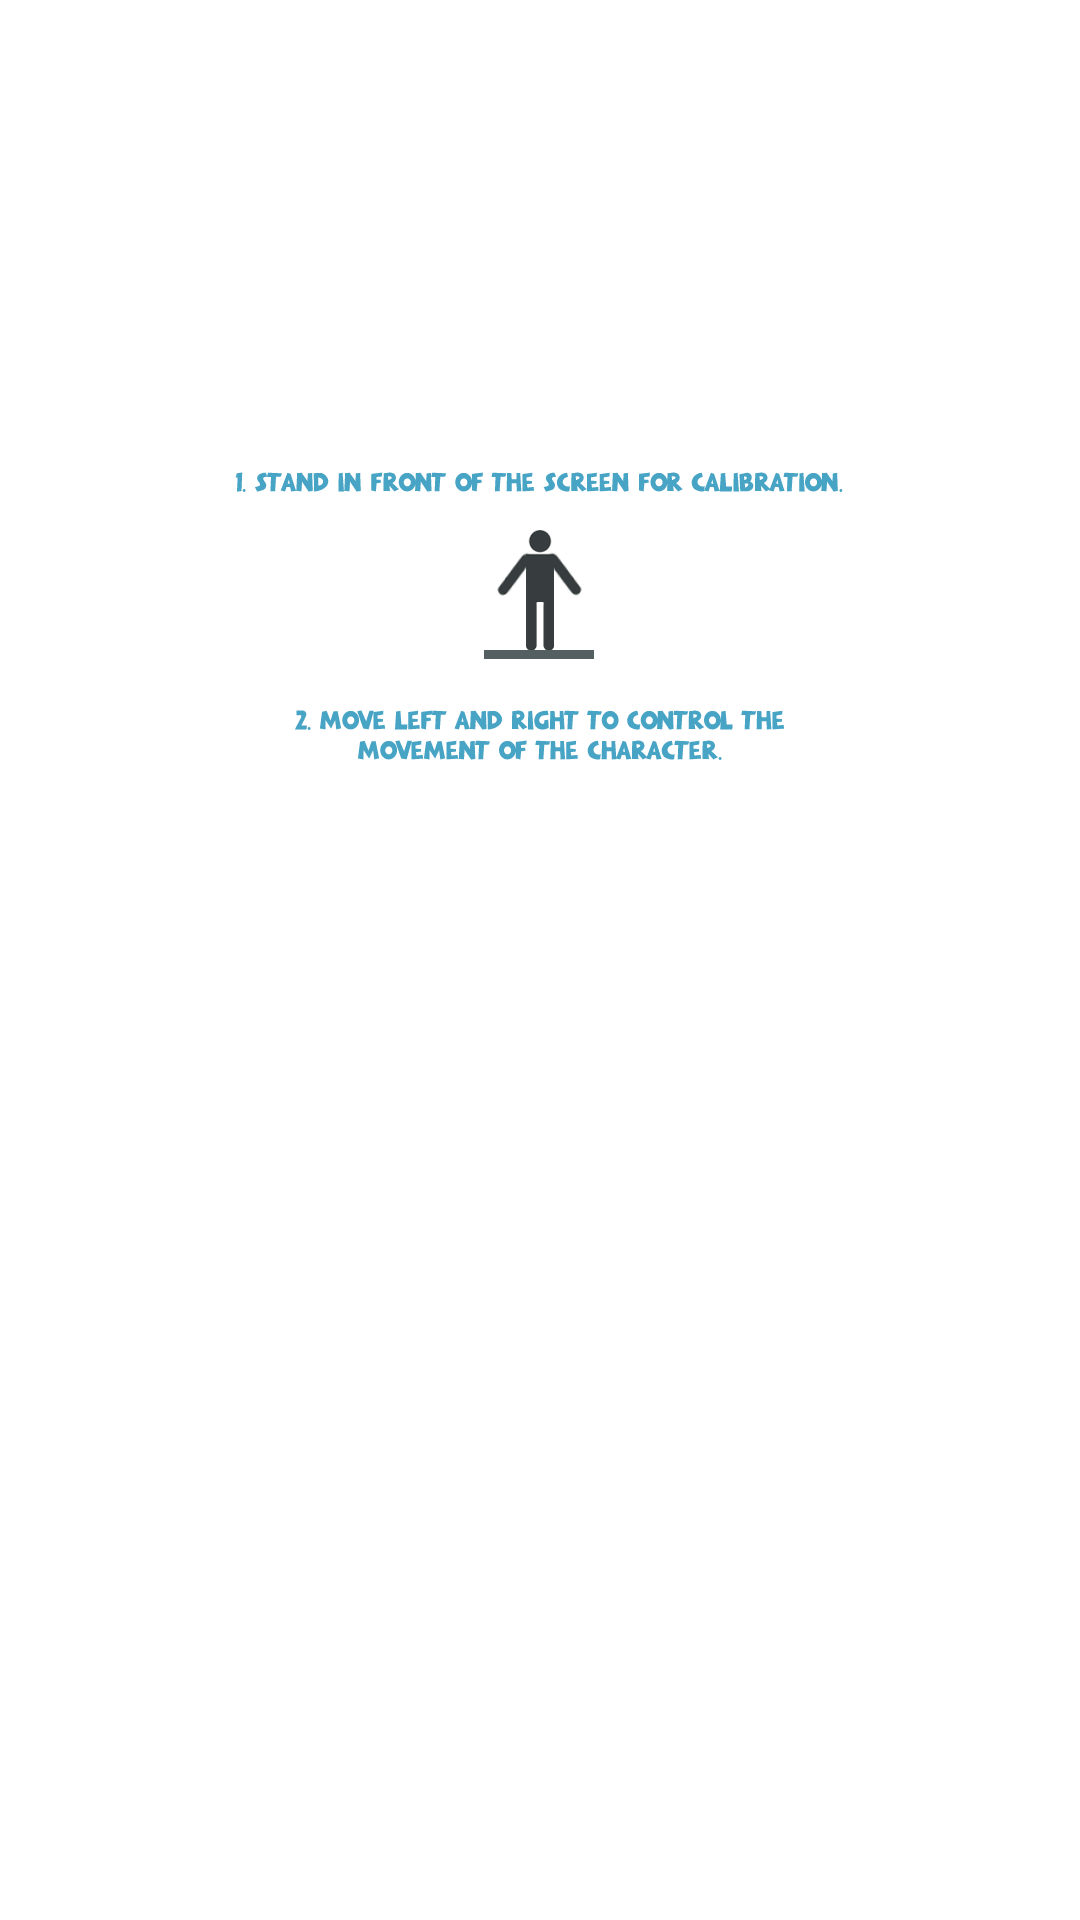 1. STAND IN FRONT OF THE SCREEN FOR CALIBRATION.
2. MOVE LEFT AND RIGHT TO CONTROL THE
MOVEMENT OF THE CHARACTER.